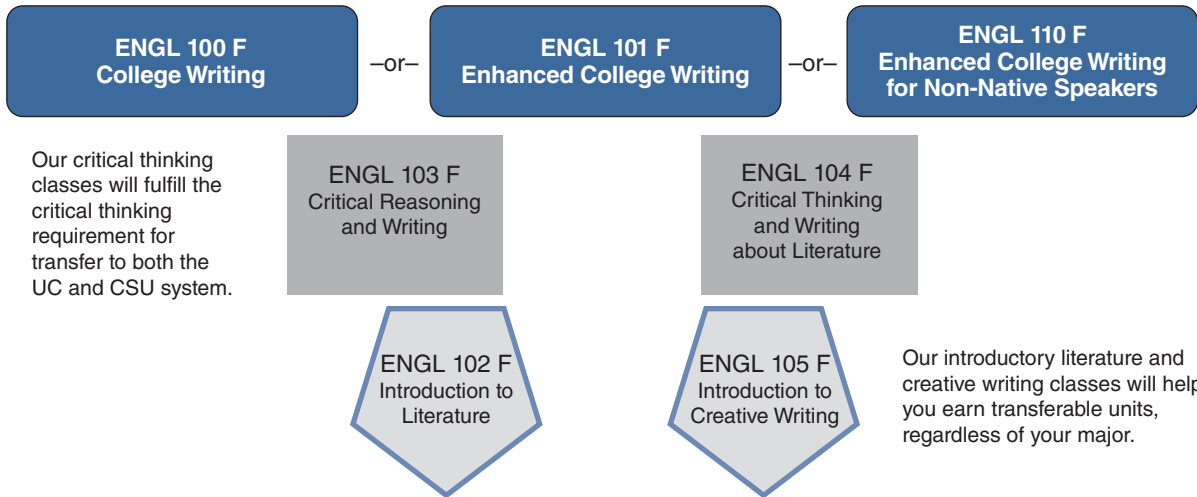 ENGL 100 F
College Writing
–or–
ENGL 101 F
Enhanced College Writing
–or–
ENGL 110 F
Enhanced College Writing
for Non-Native Speakers
Our critical thinking
classes will fulfill the
critical thinking
requirement for
transfer to both the
UC and CSU system.
ENGL 103 F
Critical Reasoning
and Writing
ENGL 104 F
Critical Thinking
and Writing
about Literature
ENGL 102 F
Introduction to
Literature
ENGL 105 F
Introduction to
Creative Writing
Our introductory literature and
creative writing classes will help
you earn transferable units,
regardless of your major.